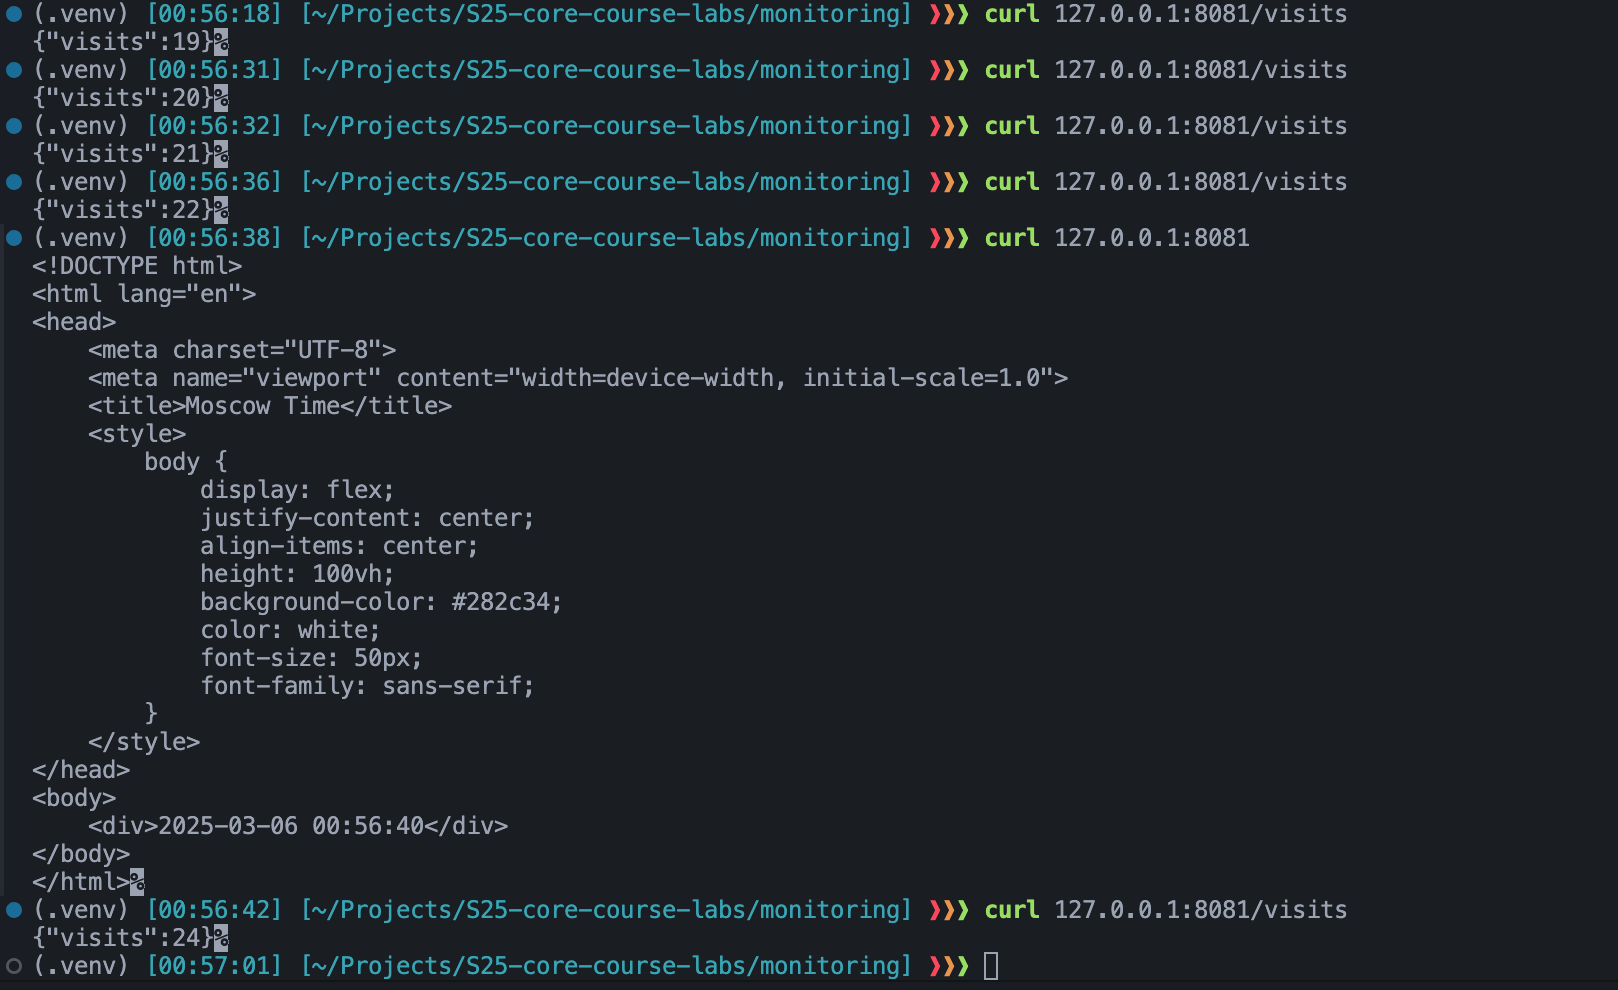 (.venv) [00:56:18] [~/Projects/S25-core-course-labs/monitoring] ❯❯❯ curl 127.0.0.1:8081/visits
{"visits":19}%
(.venv) [00:56:31] [~/Projects/S25-core-course-labs/monitoring] ❯❯❯ curl 127.0.0.1:8081/visits
{"visits":20}%
(.venv) [00:56:32] [~/Projects/S25-core-course-labs/monitoring] ❯❯❯ curl 127.0.0.1:8081/visits
{"visits":21}%
(.venv) [00:56:36] [~/Projects/S25-core-course-labs/monitoring] ❯❯❯ curl 127.0.0.1:8081/visits
{"visits":22}%
(.venv) [00:56:38] [~/Projects/S25-core-course-labs/monitoring] ❯❯❯ curl 127.0.0.1:8081
<!DOCTYPE html>
<html lang="en">
<head>
    <meta charset="UTF-8">
    <meta name="viewport" content="width=device-width, initial-scale=1.0">
    <title>Moscow Time</title>
    <style>
        body {
            display: flex;
            justify-content: center;
            align-items: center;
            height: 100vh;
            background-color: #282c34;
            color: white;
            font-size: 50px;
            font-family: sans-serif;
        }
    </style>
</head>
<body>
    <div>2025-03-06 00:56:40</div>
</body>
</html>%
(.venv) [00:56:42] [~/Projects/S25-core-course-labs/monitoring] ❯❯❯ curl 127.0.0.1:8081/visits
{"visits":24}%
(.venv) [00:57:01] [~/Projects/S25-core-course-labs/monitoring] ❯❯❯